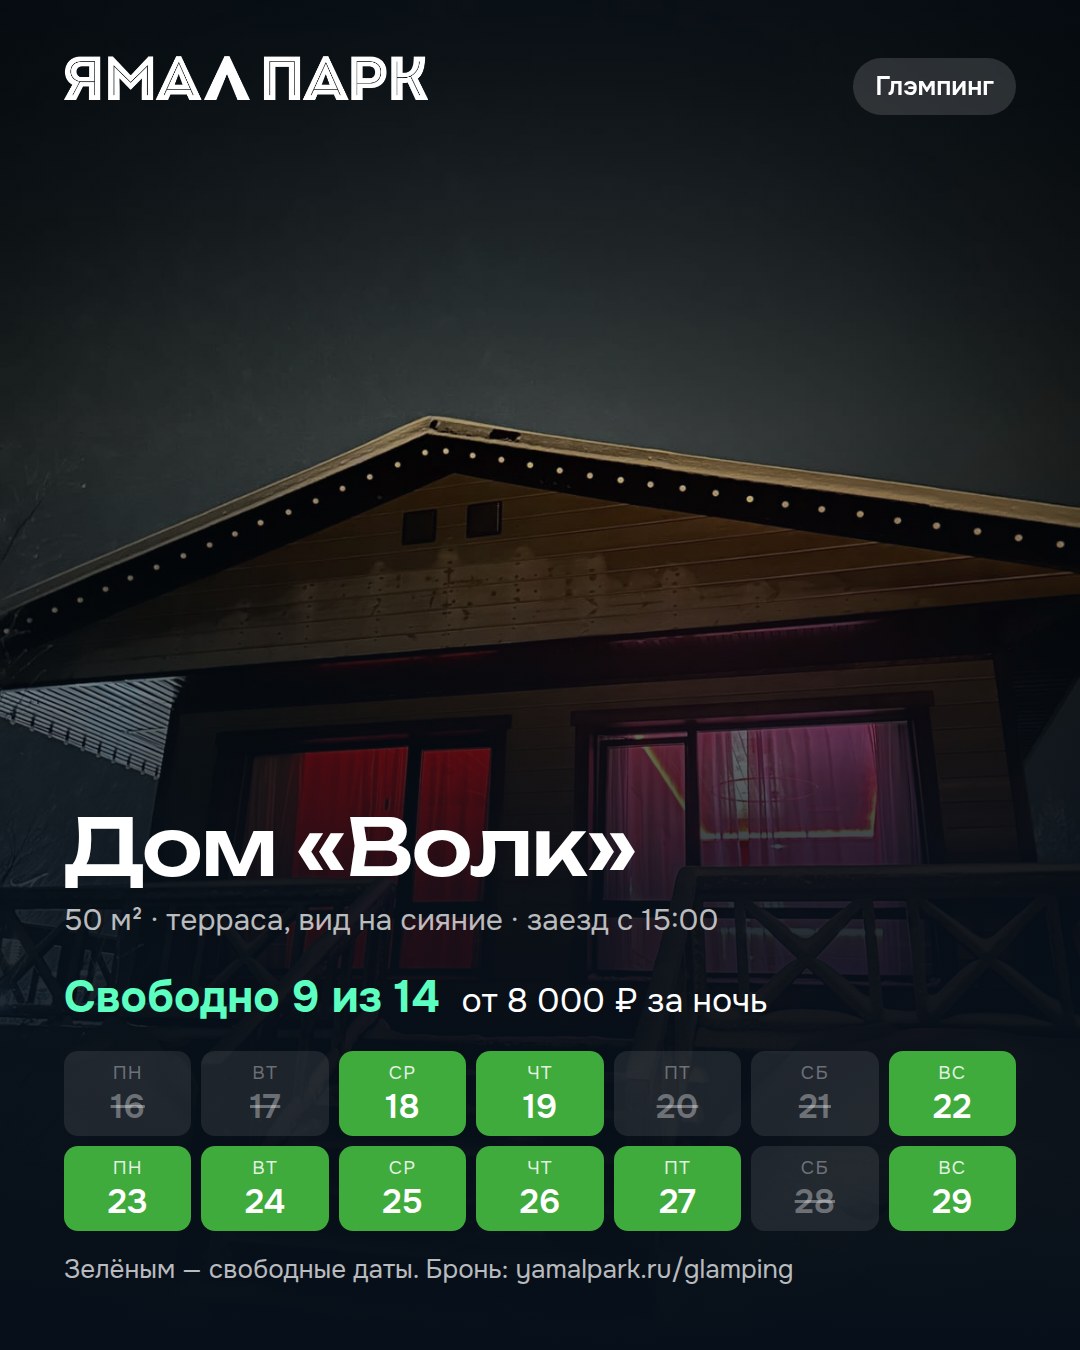 ЯМАЛ ПАРК
Глэмпинг
Дом «Волк»
50 м² · терраса, вид на сияние · заезд с 15:00
Свободно 9 из 14 от 8 000 ₽ за ночь
ПН ВТ СР ЧТ ПТ СБ ВС
16 17 18 19 20 21 22
ПН ВТ СР ЧТ ПТ СБ ВС
23 24 25 26 27 28 29
Зелёным — свободные даты. Бронь: yamalpark.ru/glamping